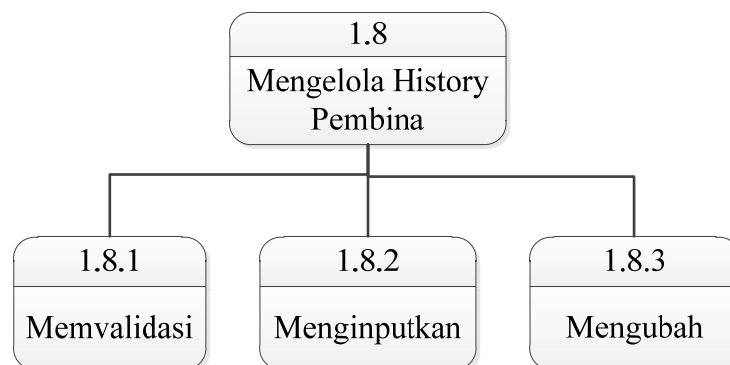 1.8
Mengelola History
Pembina
1.8.1
Memvalidasi
1.8.2
Menginputkan
1.8.3
Mengubah